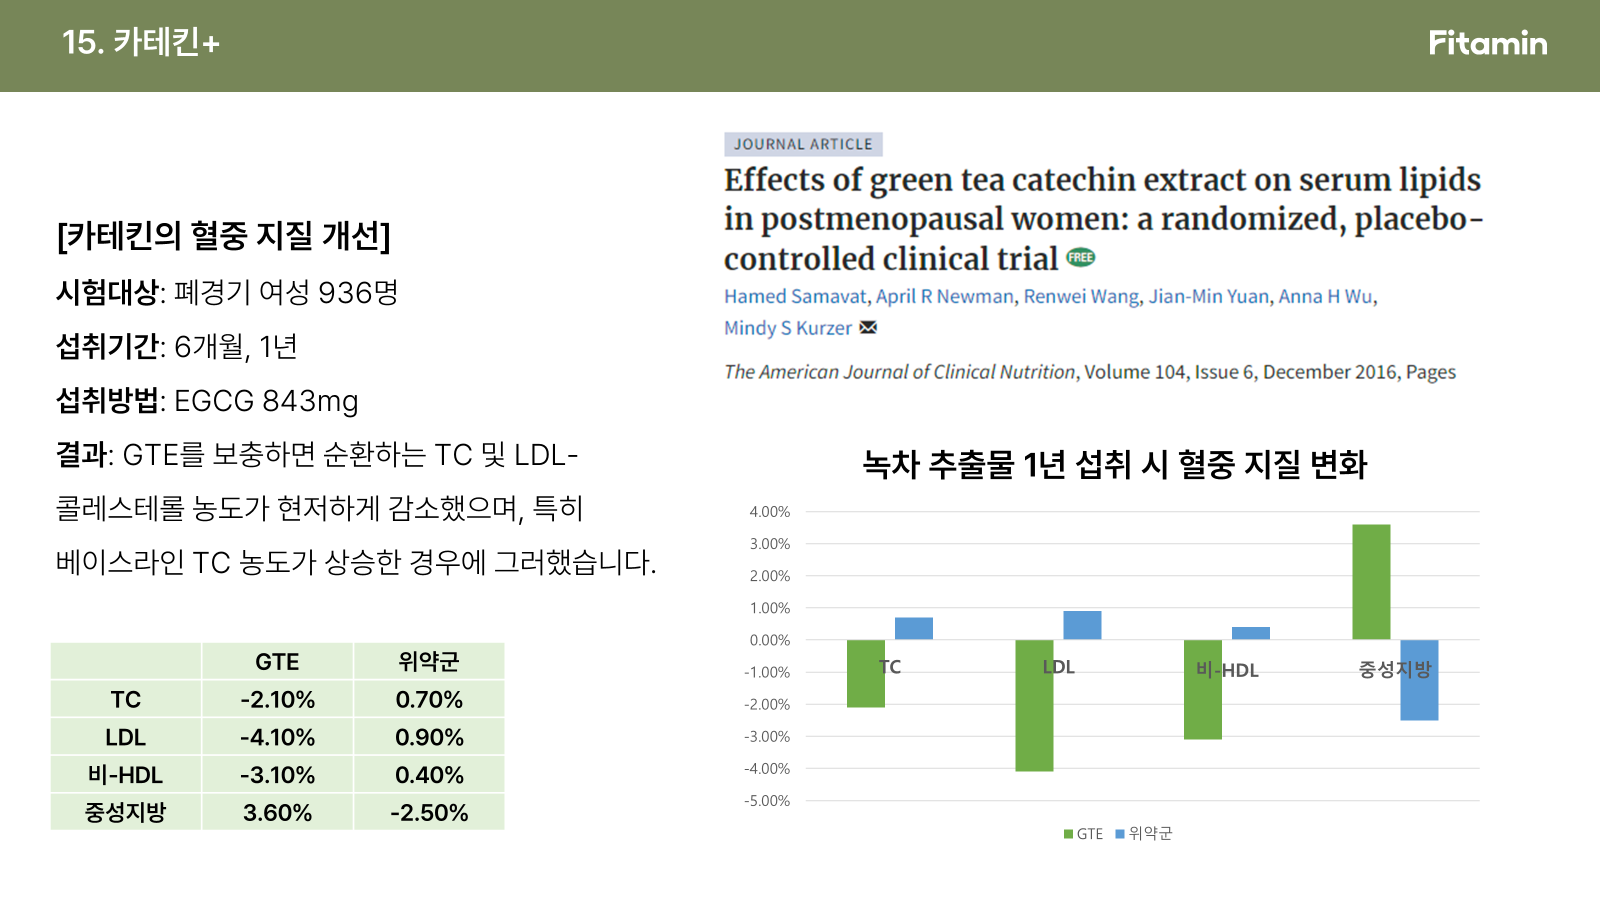 15. 카테킨+
Fitamin
[카테킨의 혈중 지질 개선]
시험대상: 폐경기 여성 936명
섭취기간: 6개월, 1년
섭취방법: EGCG 843mg
결과: GTE를 보충하면 순환하는 TC 및 LDL-
콜레스테롤 농도가 현저하게 감소했으며, 특히
베이스라인 TC 농도가 상승한 경우에 그러했습니다.
GTE 위약군
TC -2.10% 0.70%
LDL -4.10% 0.90%
비-HDL -3.10% 0.40%
중성지방 3.60% -2.50%
JOURNAL ARTICLE
Effects of green tea catechin extract on serum lipids
in postmenopausal women: a randomized, placebo-
controlled clinical trial FREE
Hamed Samavat, April R Newman, Renwei Wang, Jian-Min Yuan, Anna H Wu,
Mindy S Kurzer
The American Journal of Clinical Nutrition, Volume 104, Issue 6, December 2016, Pages
녹차 추출물 1년 섭취 시 혈중 지질 변화
4.00%
3.00%
2.00%
1.00%
0.00%
-1.00%
-2.00%
-3.00%
-4.00%
-5.00%
TC LDL 비-HDL 중성지방
GTE 위약군